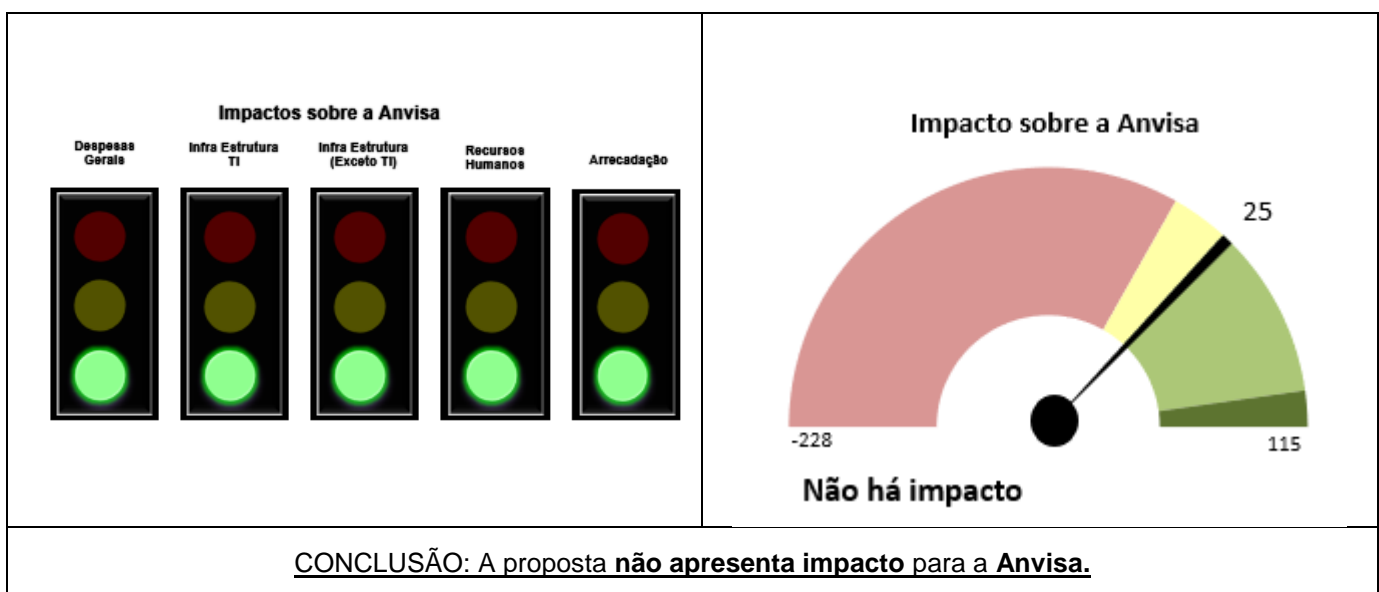 Impactos sobre a Anvisa
Despesas
Gerais
Infra Estrutura
TI
Infra Estrutura
(Exceto TI)
Recursos
Humanos
Arrecadação
Impacto sobre a Anvisa
25
-228
115
Não há impacto
CONCLUSÃO: A proposta não apresenta impacto para a Anvisa.